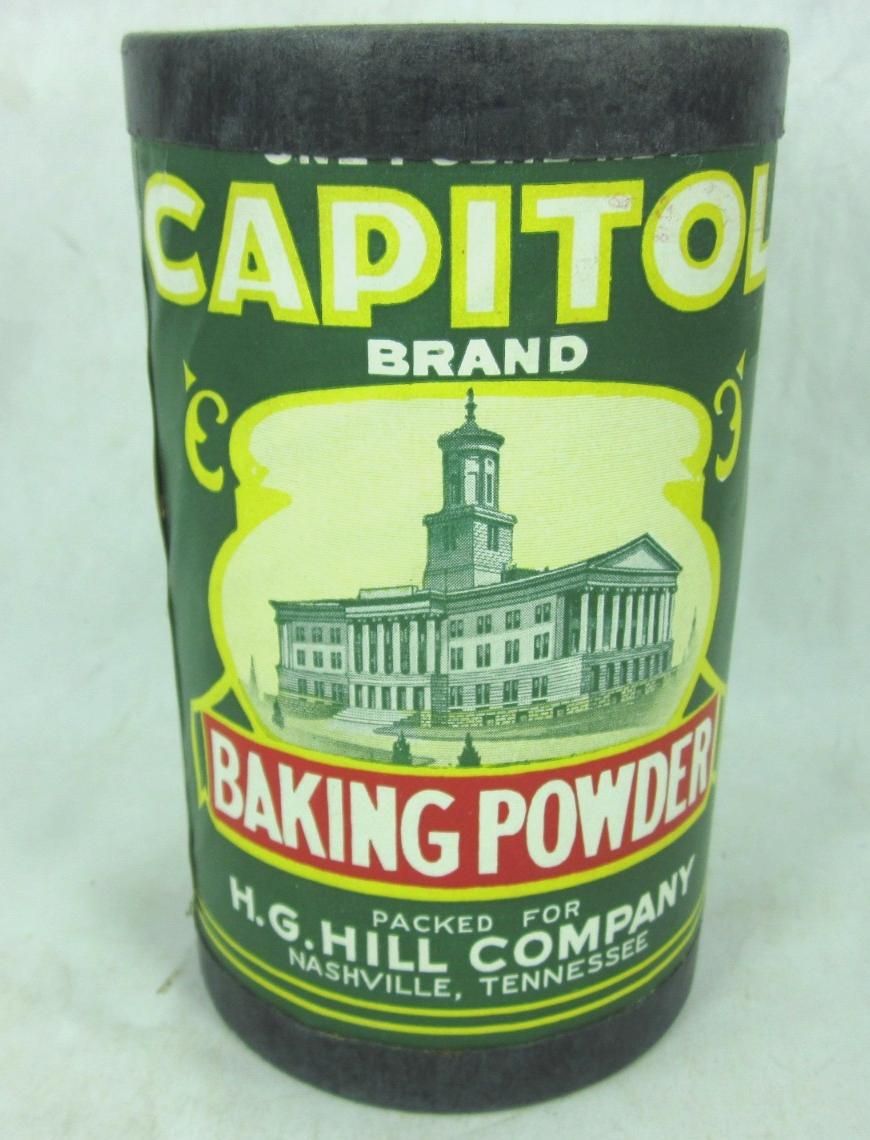 CAPITOL
BRAND
BAKING POWDER
PACKED FOR
H.G. HILL COMPANY
NASHVILLE, TENNESSEE